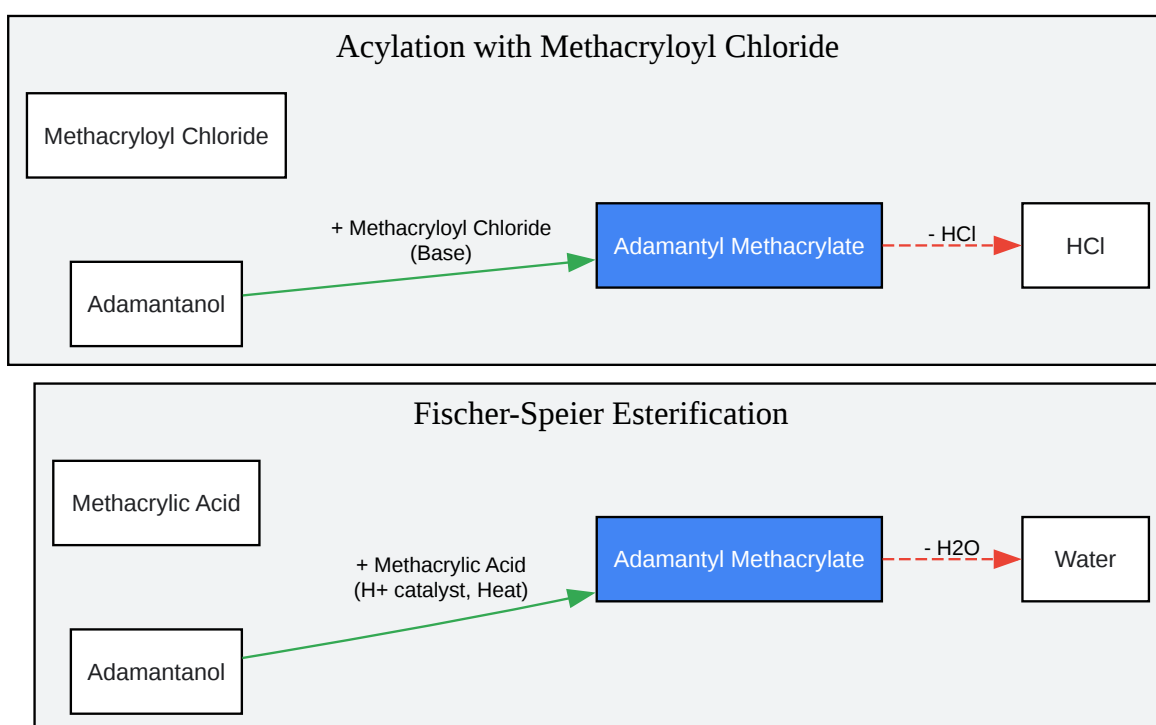 Acylation with Methacryloyl Chloride
Methacryloyl Chloride
+ Methacryloyl Chloride
(Base)
Adamantyl Methacrylate
- HCl
HCl
Adamantanol
Fischer-Speier Esterification
Methacrylic Acid
+ Methacrylic Acid
(H+ catalyst, Heat)
Adamantyl Methacrylate
- H2O
Water
Adamantanol